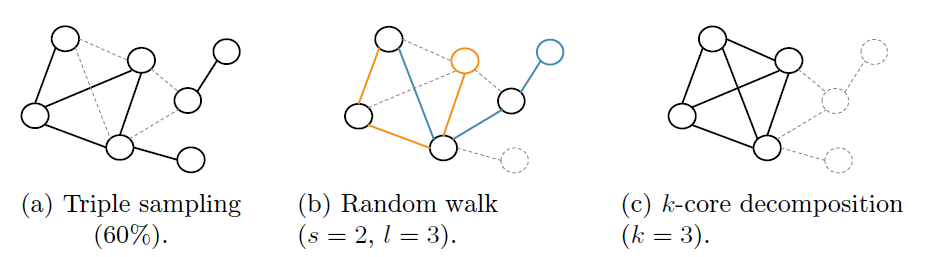 (a) Triple sampling
(60%).
(b) Random walk
(s = 2, l = 3).
(c) k-core decomposition
(k = 3).